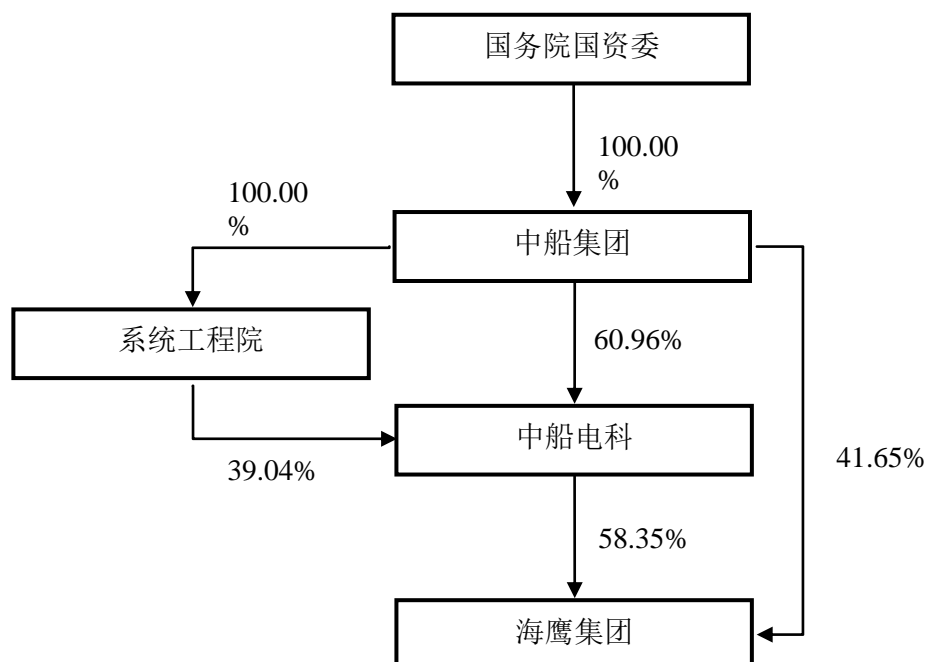 国务院国资委
100.00
%
100.00
%
中船集团
系统工程院
60.96%
中船电科
39.04%
41.65%
58.35%
海鹰集团